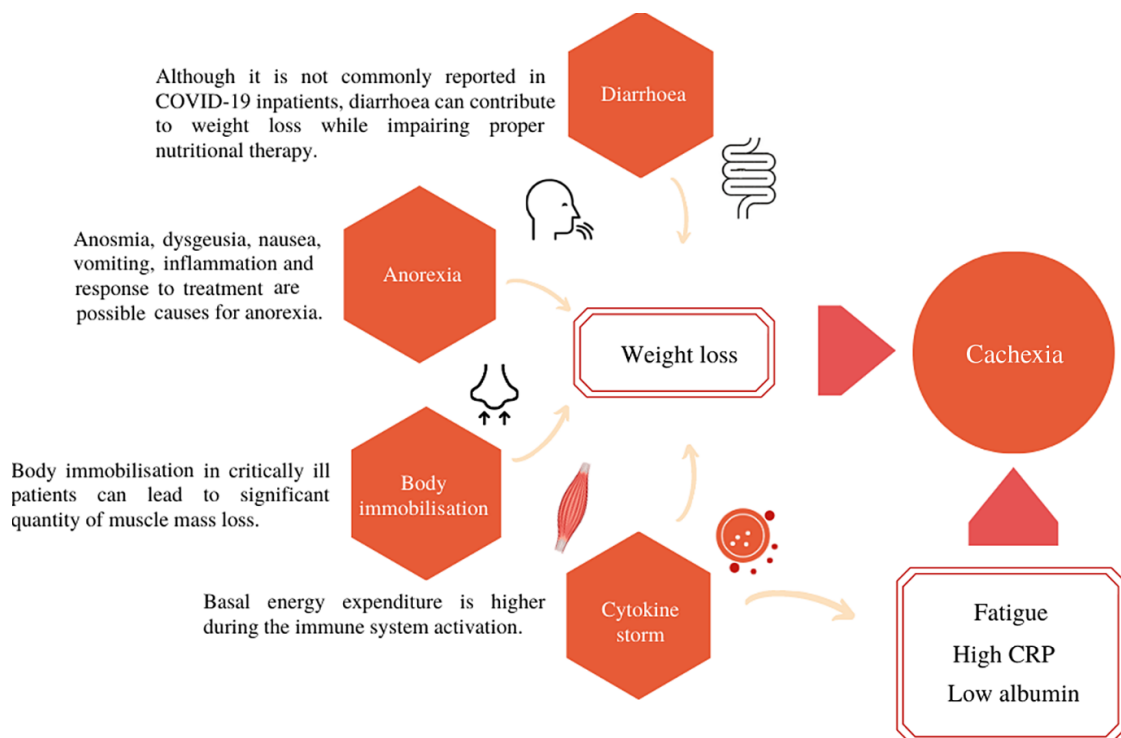 Although it is not commonly reported in
COVID-19 inpatients, diarrhoea can contribute
to weight loss while impairing proper
nutritional therapy.
Diarrhoea
Anosmia, dysgeusia, nausea,
vomiting, inflammation and
response to treatment are
possible causes for anorexia.
Anorexia
Weight loss
Cachexia
Body immobilisation in critically ill
patients can lead to significant
quantity of muscle mass loss.
Body
immobilisation
Basal energy expenditure is higher
during the immune system activation.
Cytokine
storm
Fatigue
High CRP
Low albumin